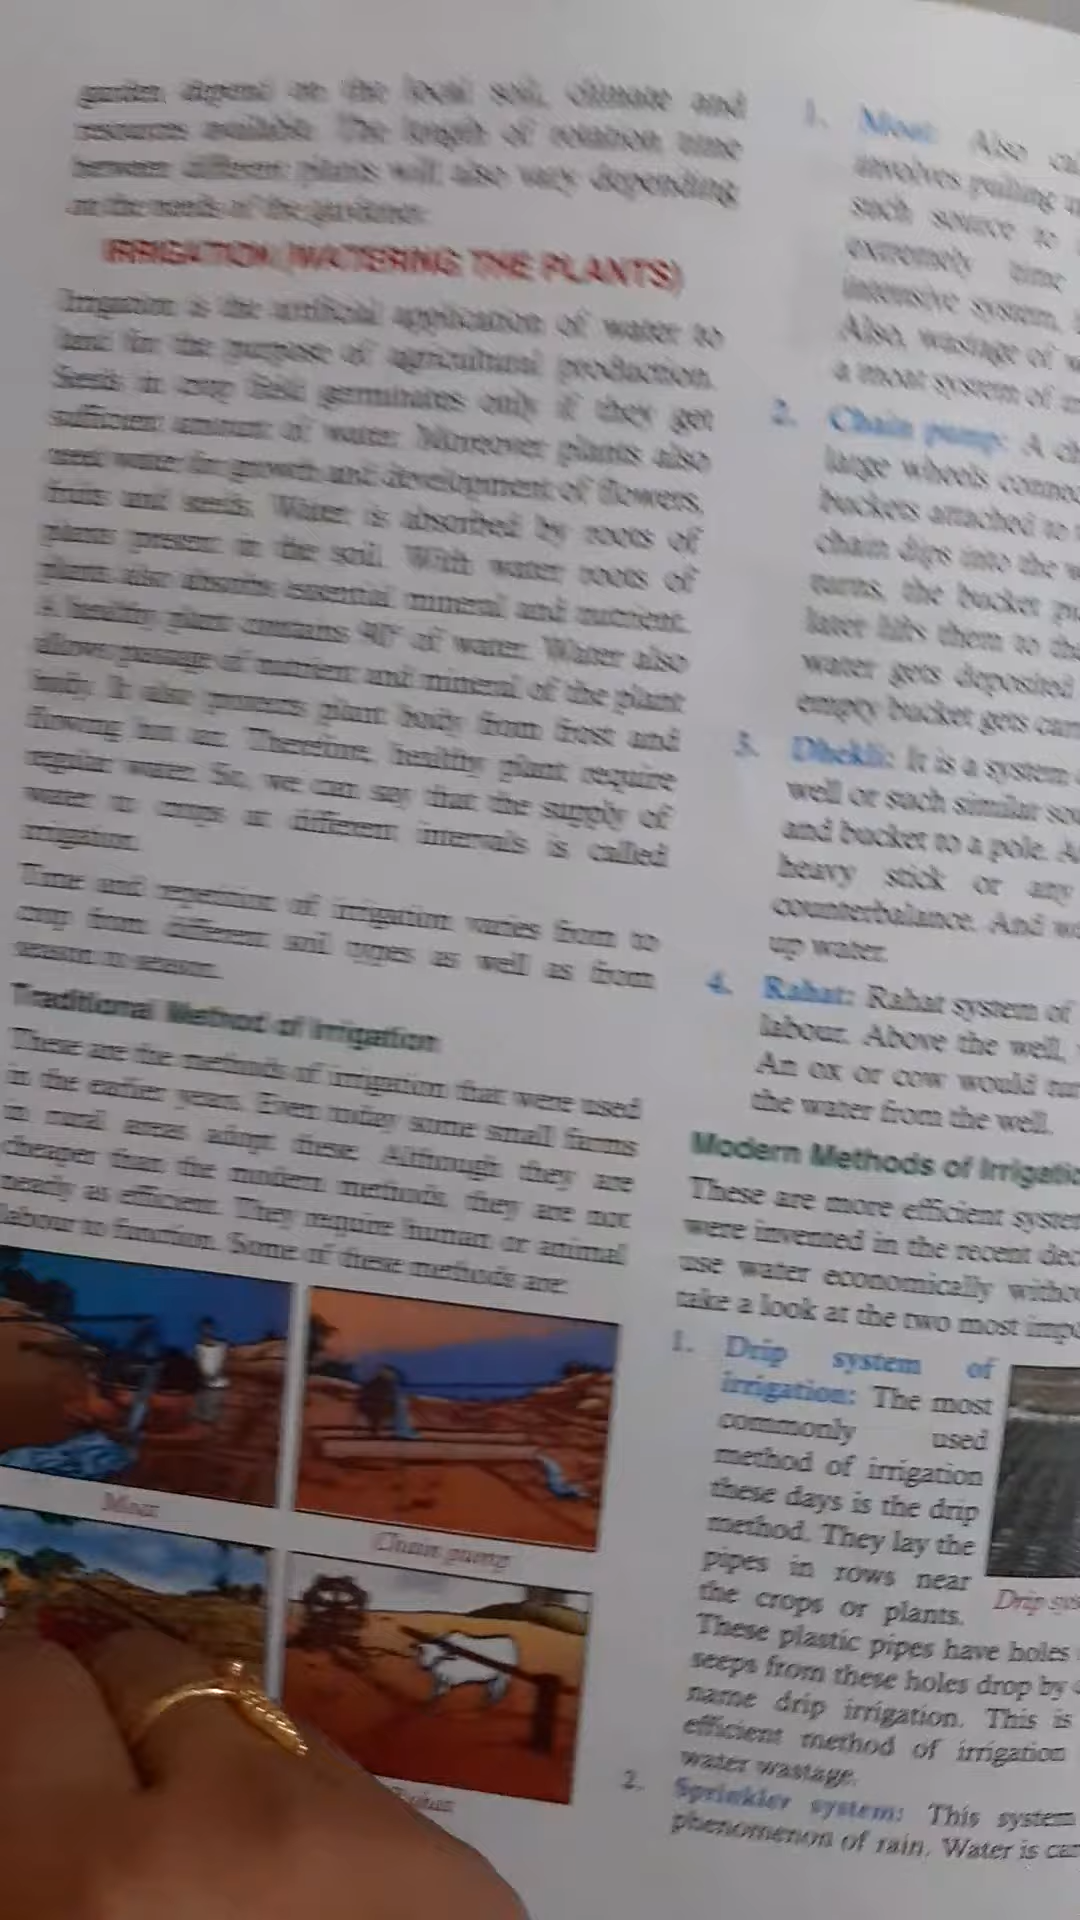 garden depend on the local soil, climate and
resources available. The length of rotation time
between different plants will also vary depending
on the needs of the gardener.
IRRIGATION (WATERING THE PLANTS)
Irrigation is the artificial application of water to
land for the purpose of agricultural production.
Seeds in crop field germinates only if they get
sufficient amount of water. Moreover plants also
need water for growth and development of flowers,
fruits and seeds. Water is absorbed by roots of
plants present in the soil. With water roots of
plants also absorbs essential mineral and nutrient.
A healthy plant contains 90° of water. Water also
allows passage of nutrient and mineral of the plant
body. It also protects plant body from frost and
flowing hot air. Therefore, healthy plant require
regular water. So, we can say that the supply of
water to crops at different intervals is called
irrigation.
Time and repetition of irrigation varies from to
crop from different soil types as well as from
season to season.
Traditional Method of Irrigation
These are the methods of irrigation that were used
in the earlier years. Even today some small farms
in rural areas adopt these. Although they are
cheaper than the modern methods, they are not
nearly as efficient. They require human or animal
labour to function. Some of these methods are:
Moat
Chain pump
Rahat
1. Moat: Also
involves pulling
such source to
extremely time
intensive system,
Also, wastage of
a moat system of
2. Chain pump: A
large wheels
buckets attached to
chain dips into the
turns, the bucket
later lifts them to
water gets deposited
empty bucket gets
3. Dhekli: It is a system
well or such similar
and bucket to a pole.
heavy stick or any
counterbalance. And
up water.
4. Rahat: Rahat system of
labour. Above the well,
An ox or cow would
the water from the well.
Modern Methods of
These are more efficient
were invented in the recent
use water economically
take a look at the two most
1. Drip system of
irrigation: The most
commonly used
method of irrigation
these days is the drip
method. They lay the
pipes in rows near
the crops or plants.
Drip
These plastic pipes have holes
seeps from these holes drop by
name drip irrigation. This is
efficient method of irrigation
water wastage.
2. Sprinkler system: This system
phenomenon of rain. Water is